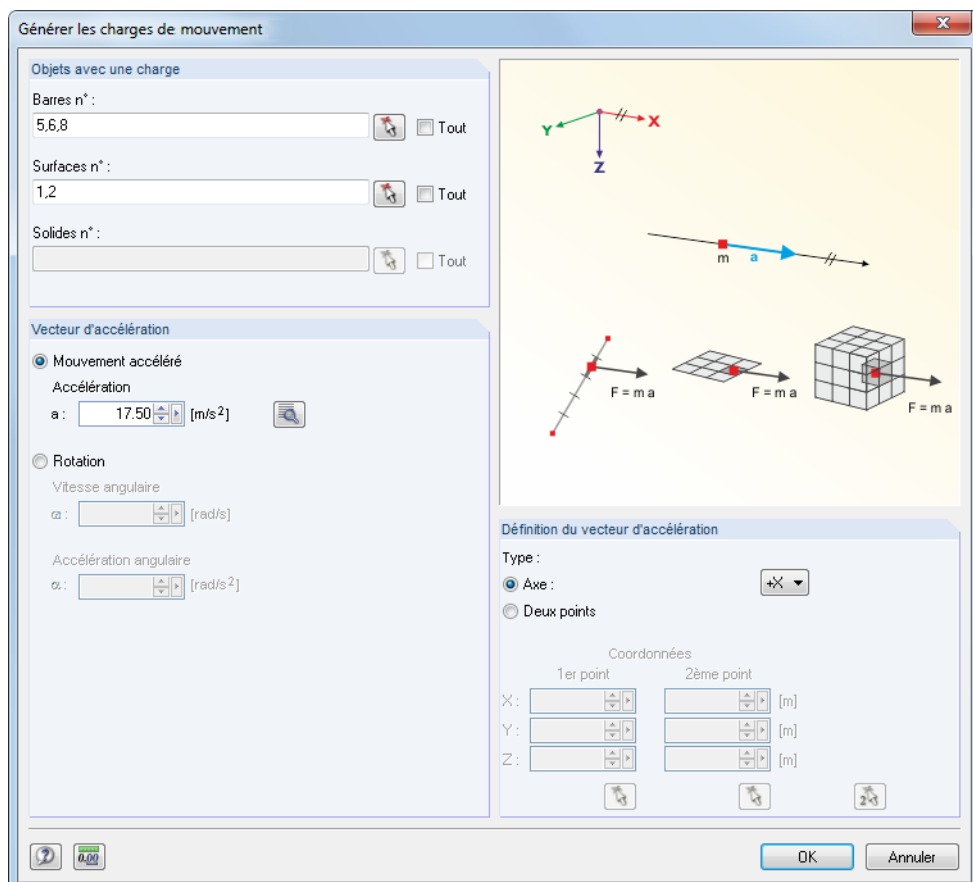 Générer les charges de mouvement
Objets avec une charge
Barres n° :
5,6,8
Tout
Surfaces n° :
1,2
Tout
Solides n° :
Tout
Y
X
Z
m
a
F = m a
F = m a
F = m a
Vecteur d'accélération
Mouvement accéléré
Accélération
a : 17.50 [m/s²]
Rotation
Vitesse angulaire
ω : [rad/s]
Accélération angulaire
α : [rad/s²]
Définition du vecteur d'accélération
Type :
Axe : +X
Deux points
Coordonnées
1er point 2ème point
X : [m]
Y : [m]
Z : [m]
2
0.00
OK Annuler